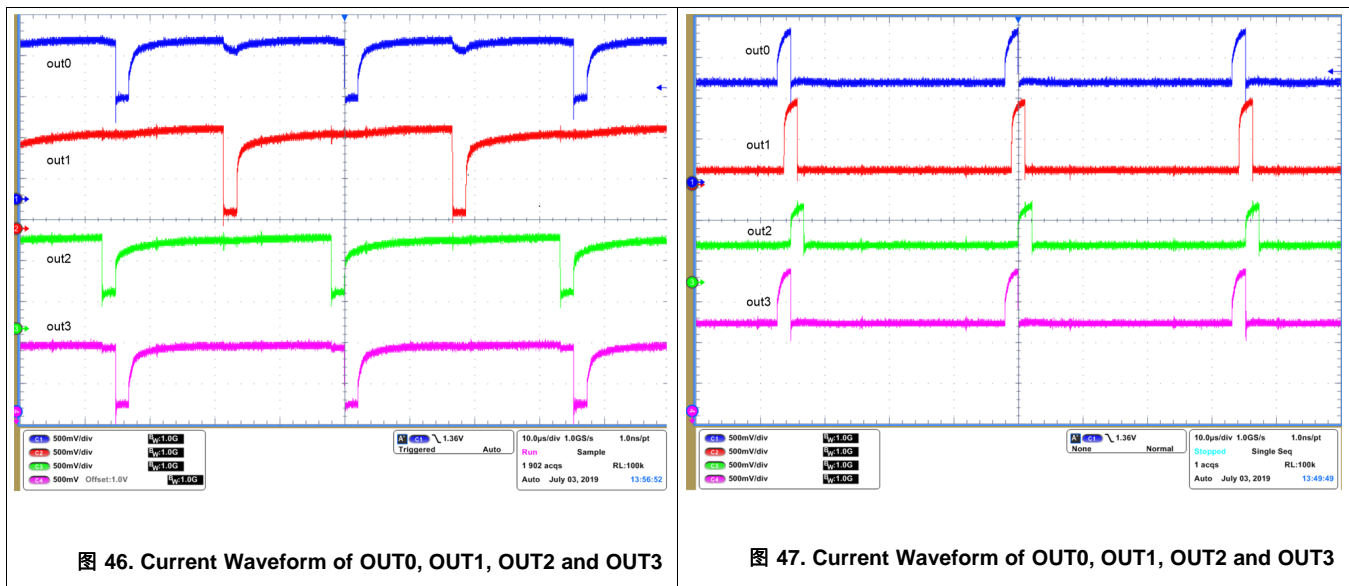 out0
out1
out2
out3
1
2
3
4
C1 500mV/div BW:1.0G
C2 500mV/div BW:1.0G
C3 500mV/div BW:1.0G
C4 500mV Offset:1.0V BW:1.0G
A' C1 1.36V
Triggered Auto
10.0µs/div 1.0GS/s 1.0ns/pt
Run Sample
1 902 acqs RL:100k
Auto July 03, 2019 13:56:52
图 46. Current Waveform of OUT0, OUT1, OUT2 and OUT3
out0
out1
out2
out3
1
3
C1 500mV/div BW:1.0G
C2 500mV/div BW:1.0G
C3 500mV/div BW:1.0G
C4 500mV/div BW:1.0G
A' C1 1.36V
None Normal
10.0µs/div 1.0GS/s 1.0ns/pt
Stopped Single Seq
1 acqs RL:100k
Auto July 03, 2019 13:49:49
图 47. Current Waveform of OUT0, OUT1, OUT2 and OUT3